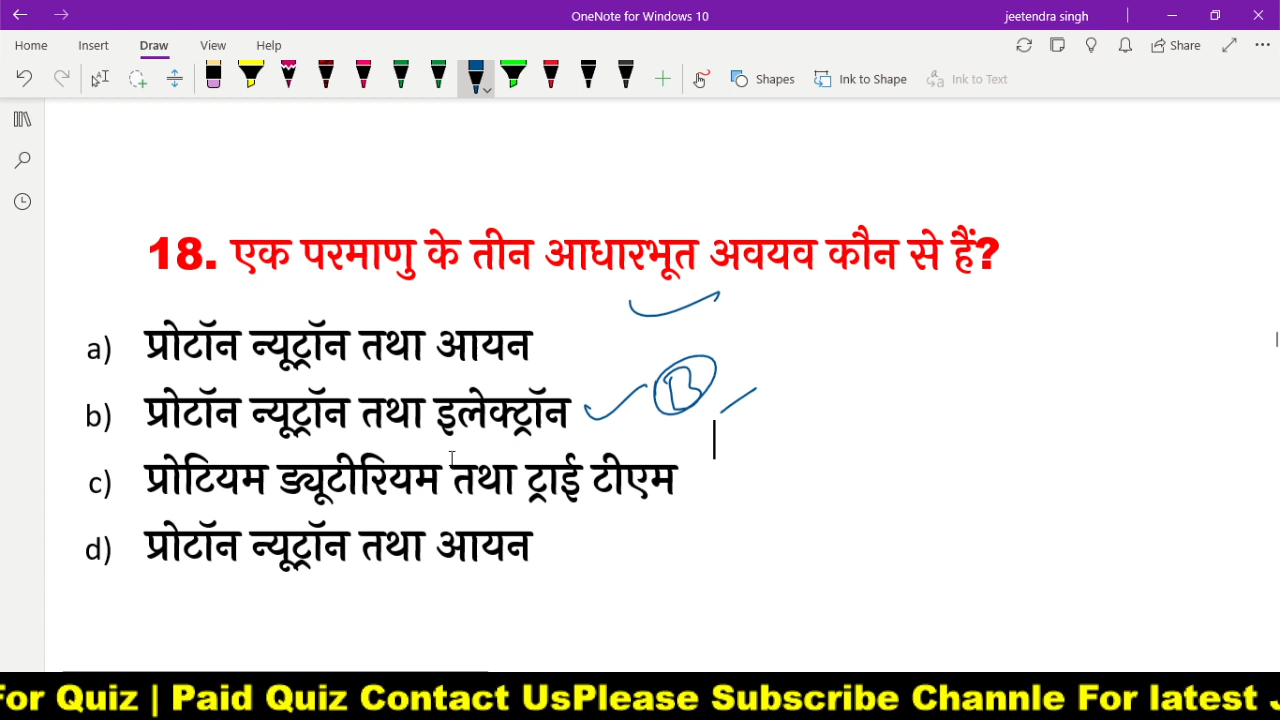 OneNote for Windows 10
jeetendra singh
Home Insert Draw View Help
Share
Shapes Ink to Shape Ink to Text
18. एक परमाणु के तीन आधारभूत अवयव कौन से हैं?
a) प्रोटॉन न्यूट्रॉन तथा आयन
b) प्रोटॉन न्यूट्रॉन तथा इलेक्ट्रॉन B
c) प्रोटियम ड्यूटीरियम तथा ट्राई टीएम
d) प्रोटॉन न्यूट्रॉन तथा आयन
For Quiz | Paid Quiz Contact UsPlease Subscribe Channle For latest